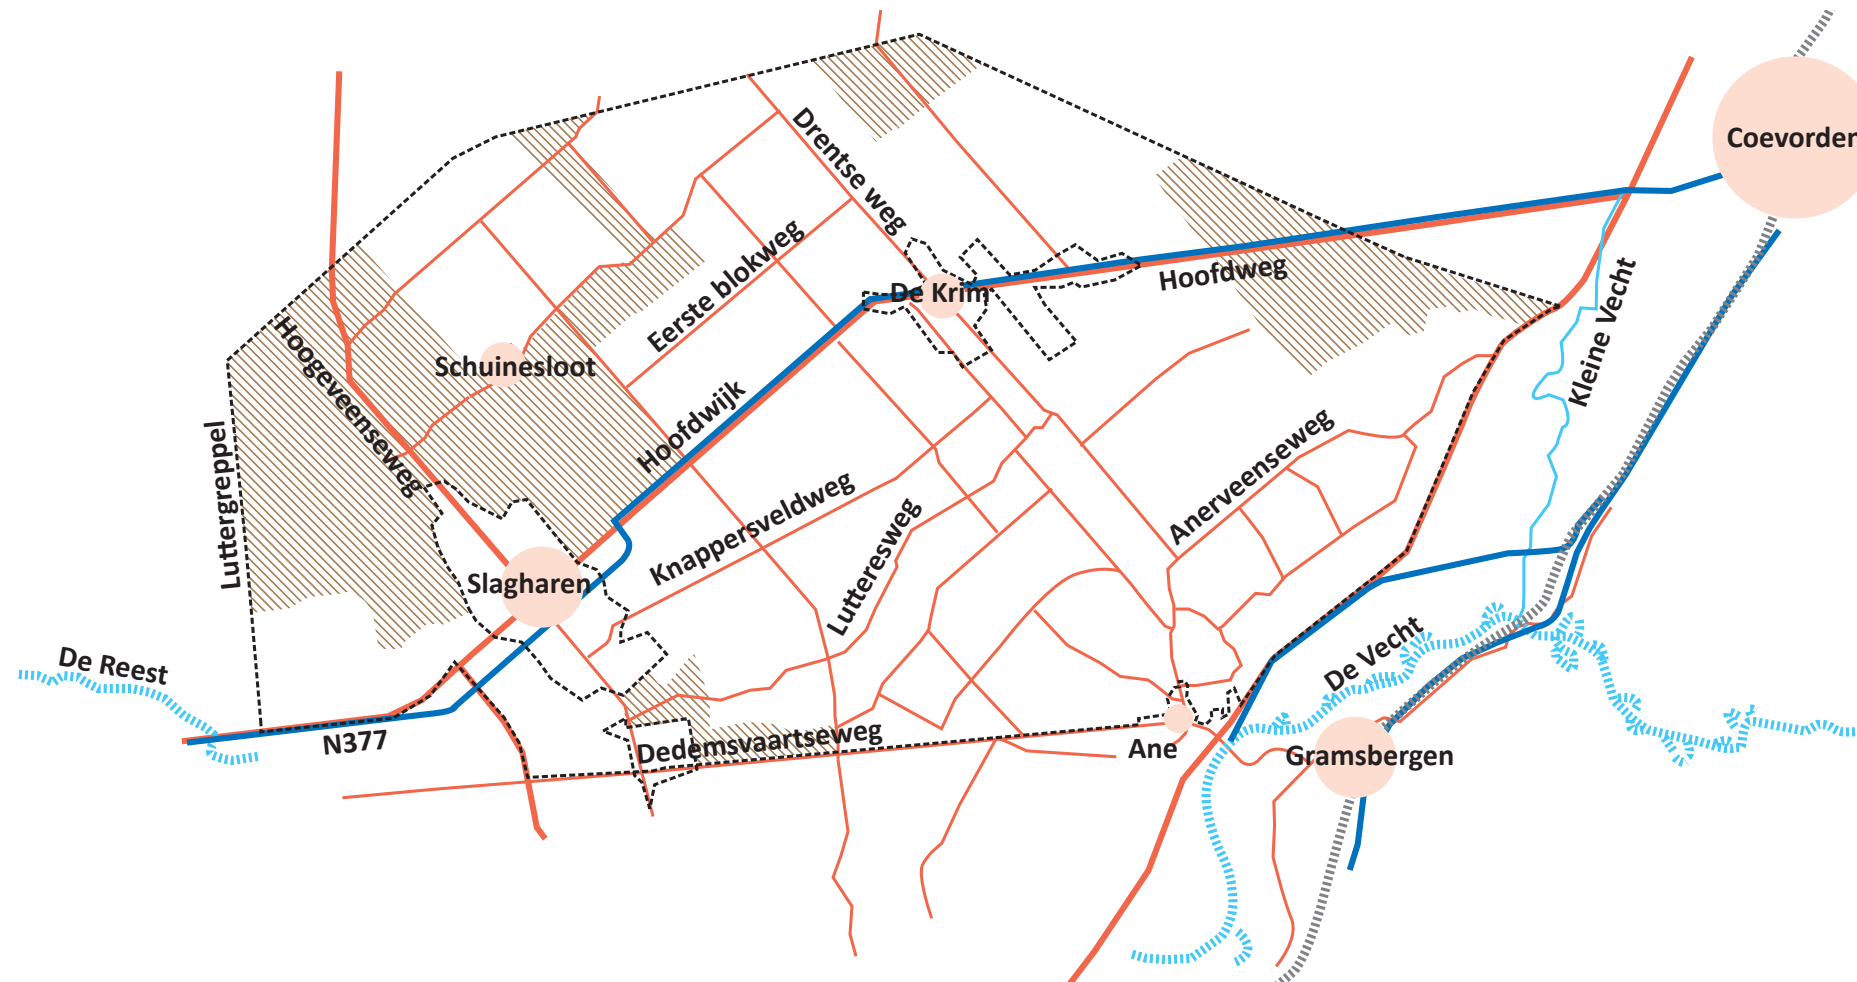 Coevorden
Drentse weg
Eerste blokweg
De Krim
Hoofdweg
Kleine Vecht
Hoogeveenseweg
Schuinesloot
Hoofdwijk
Luttergreppel
Knappersveldweg
Anerveenseweg
Lutteresweg
Slagharen
De Reest
De Vecht
N377
Dedemsvaartseweg
Ane
Gramsbergen